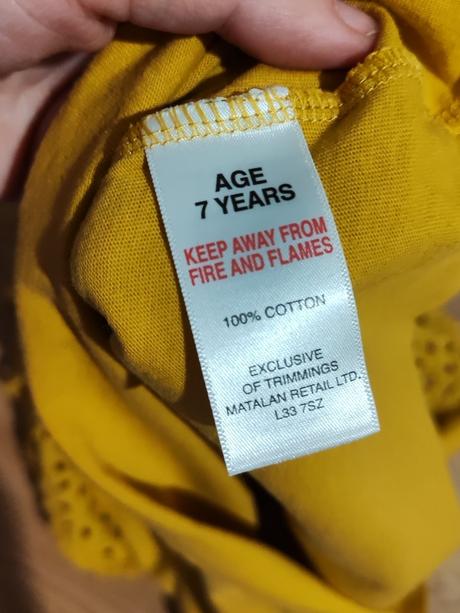 AGE
7 YEARS
KEEP AWAY FROM
FIRE AND FLAMES
100% COTTON
EXCLUSIVE
OF TRIMMINGS
MATALAN RETAIL LTD.
L33 7SZ